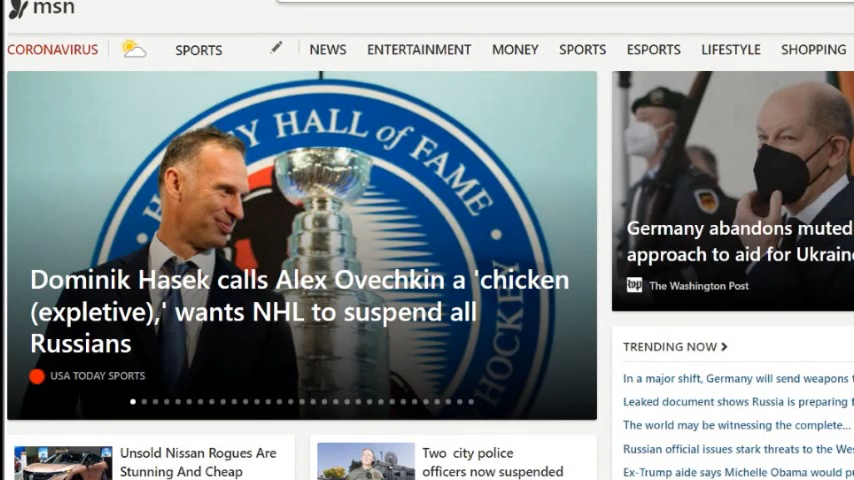 msn
CORONAVIRUS
SPORTS
NEWS
ENTERTAINMENT
MONEY
SPORTS
ESPORTS
LIFESTYLE
SHOPPING
HOCKEY HALL of FAME
HOCKEY
Dominik Hasek calls Alex Ovechkin a 'chicken
(expletive),' wants NHL to suspend all
Russians
USA TODAY SPORTS
Germany abandons muted
approach to aid for Ukraine
wp The Washington Post
TRENDING NOW
In a major shift, Germany will send weapons
Leaked document shows Russia is preparing
The world may be witnessing the complete...
Russian official issues stark threats to the
Ex-Trump aide says Michelle Obama would
Unsold Nissan Rogues Are
Stunning And Cheap
Two city police
officers now suspended